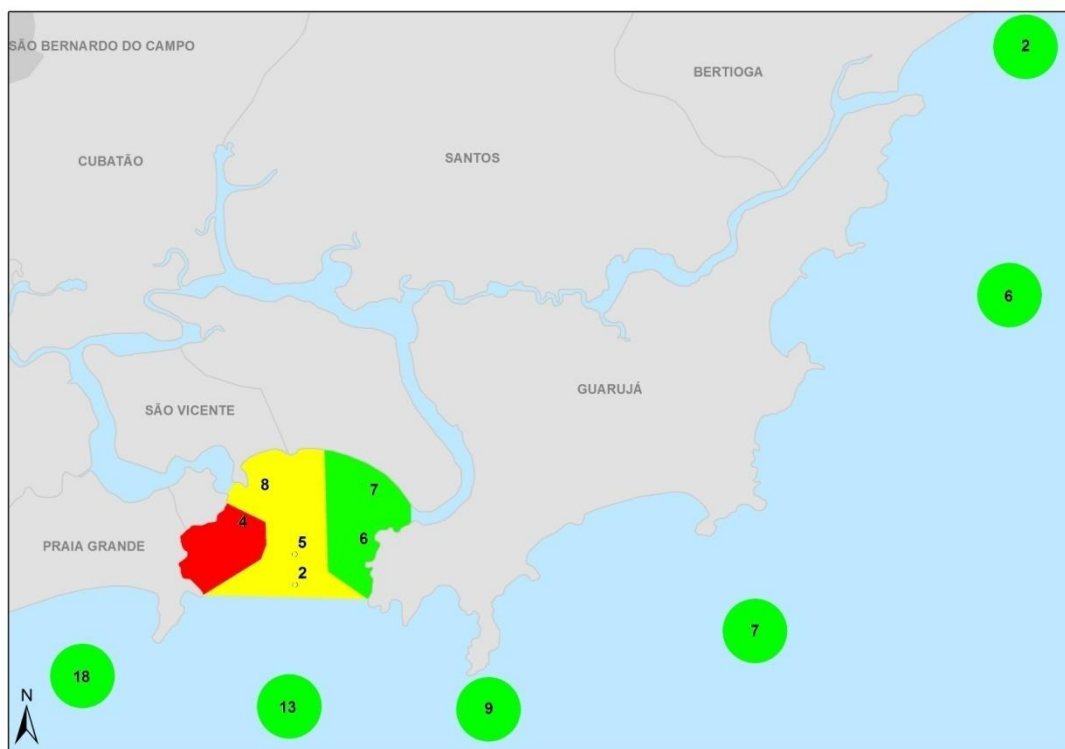 SÃO BERNARDO DO CAMPO
2
BERTIOGA
CUBATÃO
SANTOS
6
GUARUJÁ
SÃO VICENTE
8
7
4
6
5
PRAIA GRANDE
2
7
18
13
9
N